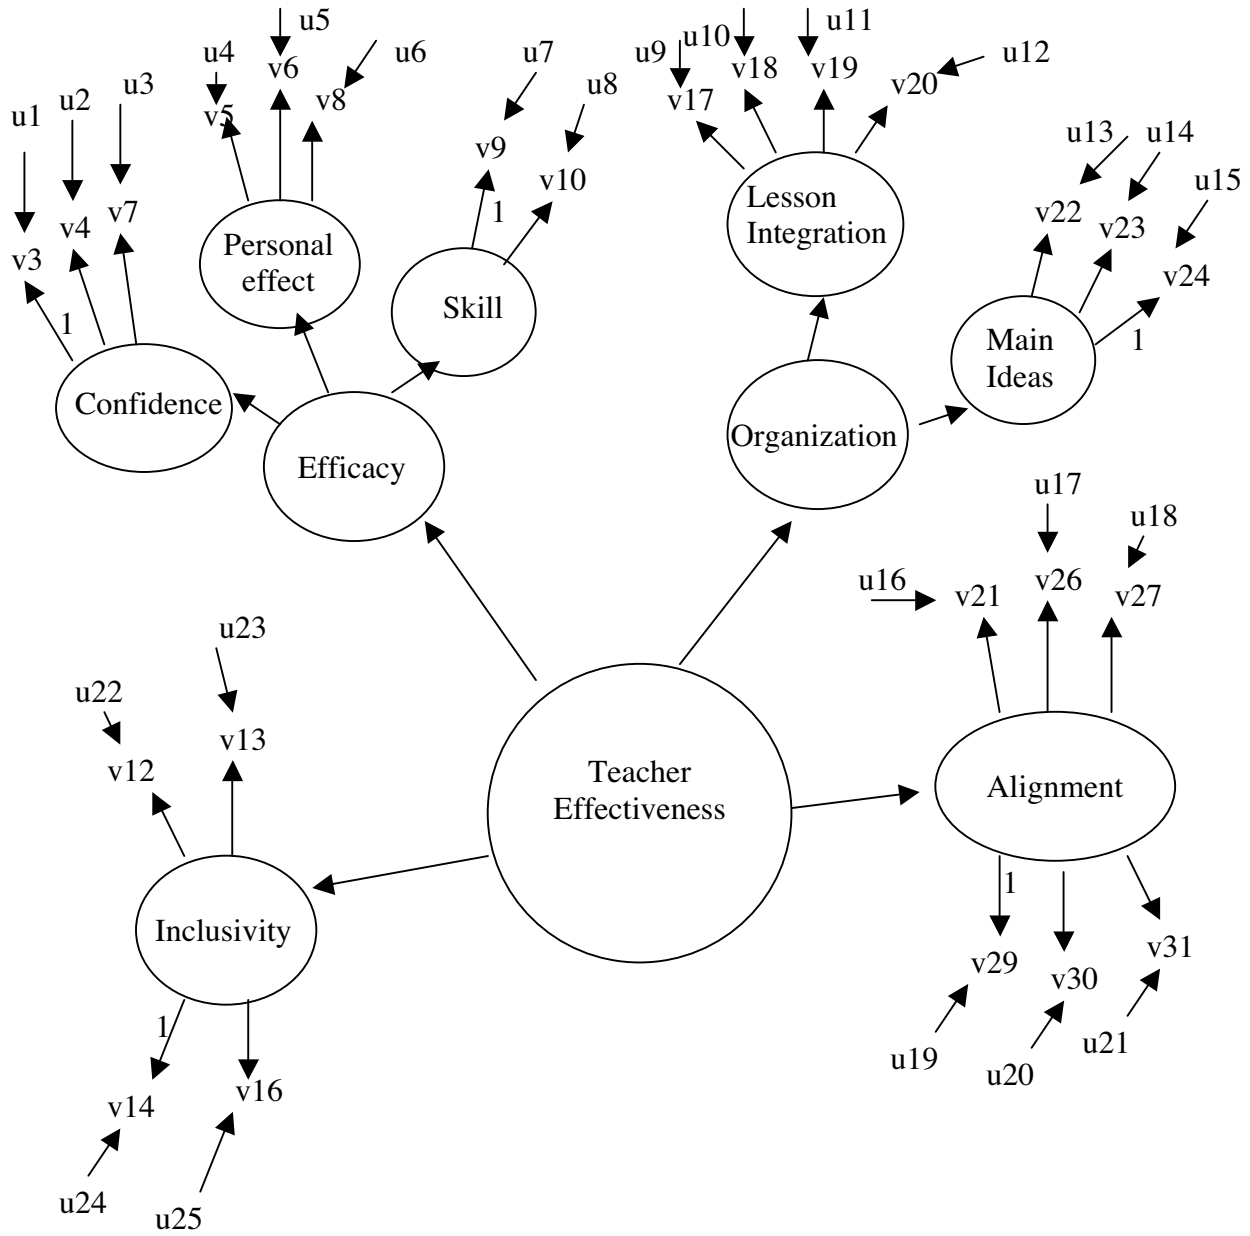 u5
u11
u4
u6
u7
u9
u10
u12
v6
v18
v19
u1
u2
u3
v5
v8
u8
v17
v20
v9
u13
u14
v10
u15
v3
v4
v7
1
Lesson
Integration
v22
v23
Personal
effect
v24
Skill
1
Main
Ideas
1
Confidence
Organization
Efficacy
u17
u18
u16
v21
v26
v27
u23
u22
v13
v12
Teacher
Effectiveness
Alignment
1
Inclusivity
v29
v30
v31
1
v14
v16
u19
u20
u21
u24
u25